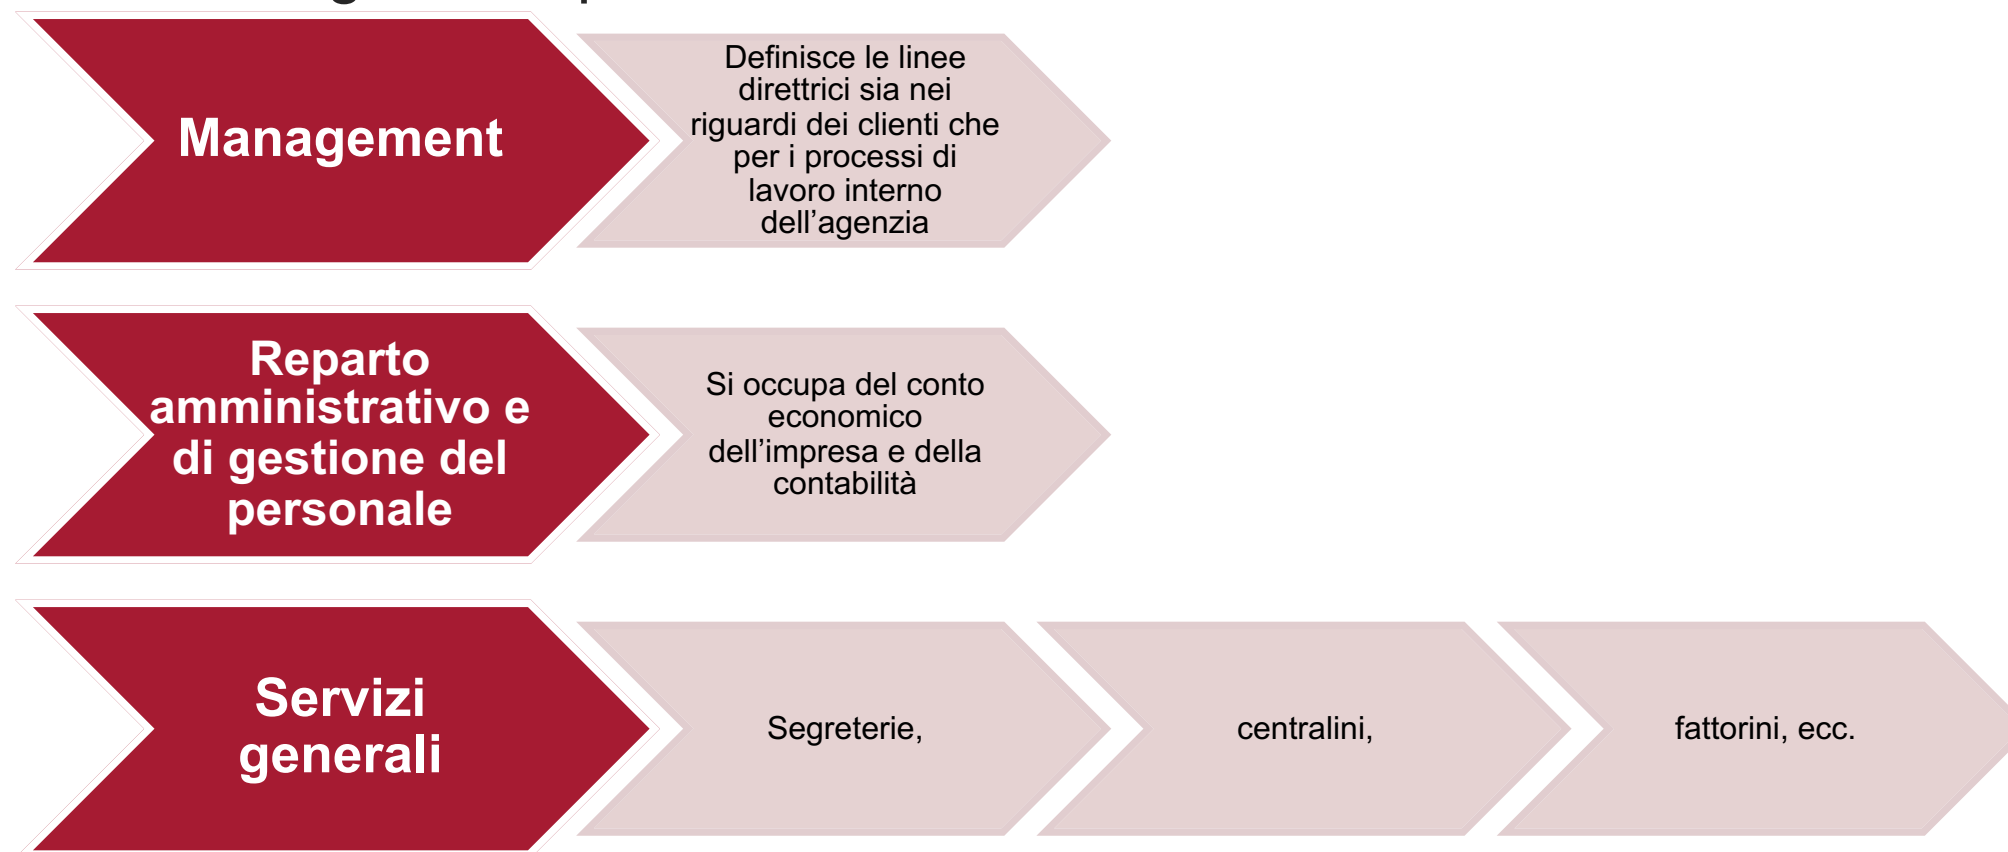 Management
Definisce le linee
direttrici sia nei
riguardi dei clienti che
per i processi di
lavoro interno
dell’agenzia
Reparto
amministrativo e
di gestione del
personale
Si occupa del conto
economico
dell’impresa e della
contabilità
Servizi
generali
Segreterie,
centralini,
fattorini, ecc.